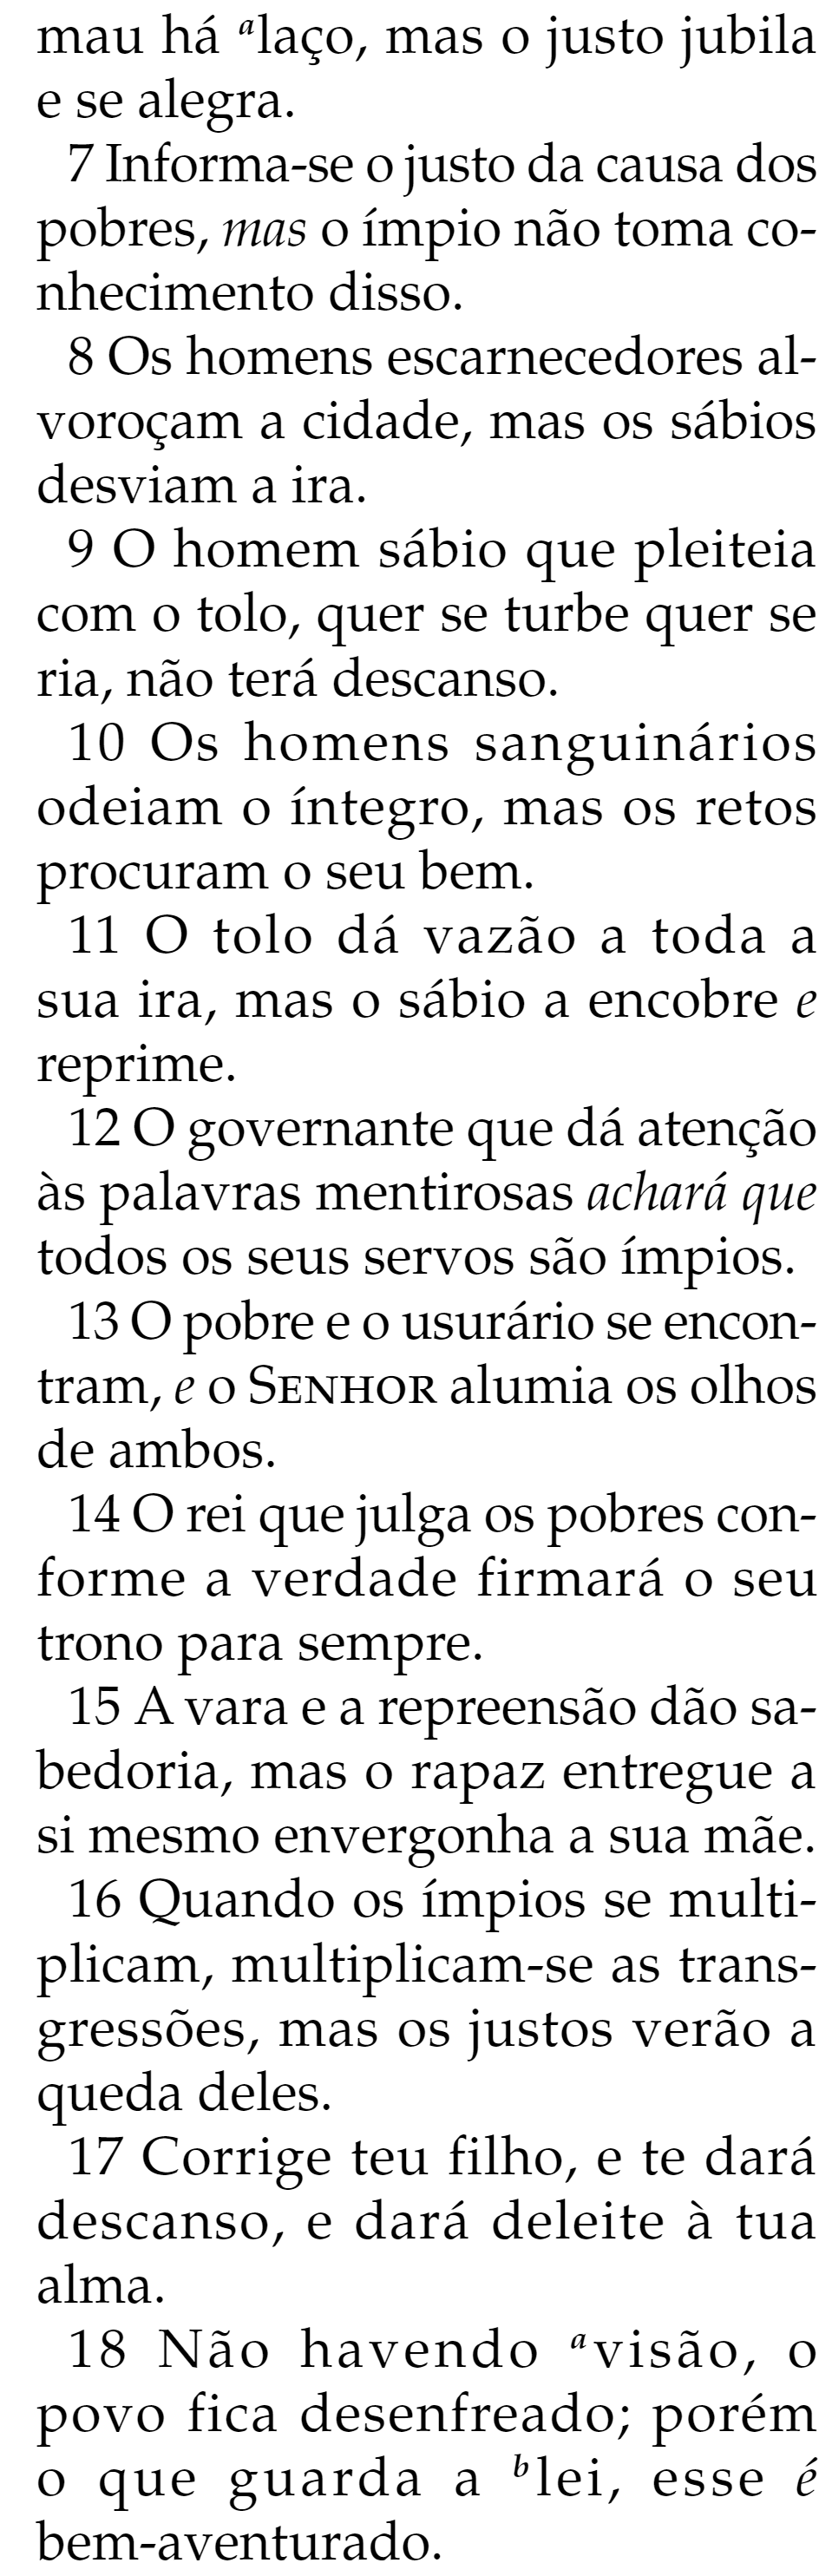 mau há ᵃlaço, mas o justo jubila
e se alegra.
7 Informa-se o justo da causa dos
pobres, mas o ímpio não toma co-
nhecimento disso.
8 Os homens escarnecedores al-
voroçam a cidade, mas os sábios
desviam a ira.
9 O homem sábio que pleiteia
com o tolo, quer se turbe quer se
ria, não terá descanso.
10 Os homens sanguinários
odeiam o íntegro, mas os retos
procuram o seu bem.
11 O tolo dá vazão a toda a
sua ira, mas o sábio a encobre e
reprime.
12 O governante que dá atenção
às palavras mentirosas achará que
todos os seus servos são ímpios.
13 O pobre e o usurário se encon-
tram, e o SENHOR alumia os olhos
de ambos.
14 O rei que julga os pobres con-
forme a verdade firmará o seu
trono para sempre.
15 A vara e a repreensão dão sa-
bedoria, mas o rapaz entregue a
si mesmo envergonha a sua mãe.
16 Quando os ímpios se multi-
plicam, multiplicam-se as trans-
gressões, mas os justos verão a
queda deles.
17 Corrige teu filho, e te dará
descanso, e dará deleite à tua
alma.
18 Não havendo ᵃvisão, o
povo fica desenfreado; porém
o que guarda a ᵇlei, esse é
bem-aventurado.